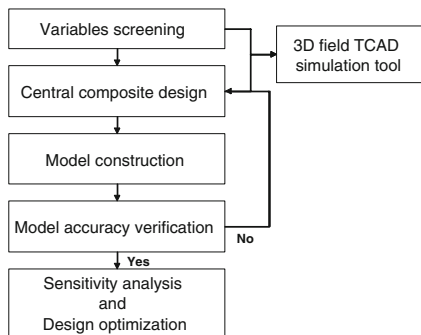 Variables screening
3D field TCAD
simulation tool
Central composite design
Model construction
Model accuracy verification
No
Yes
Sensitivity analysis
and
Design optimization